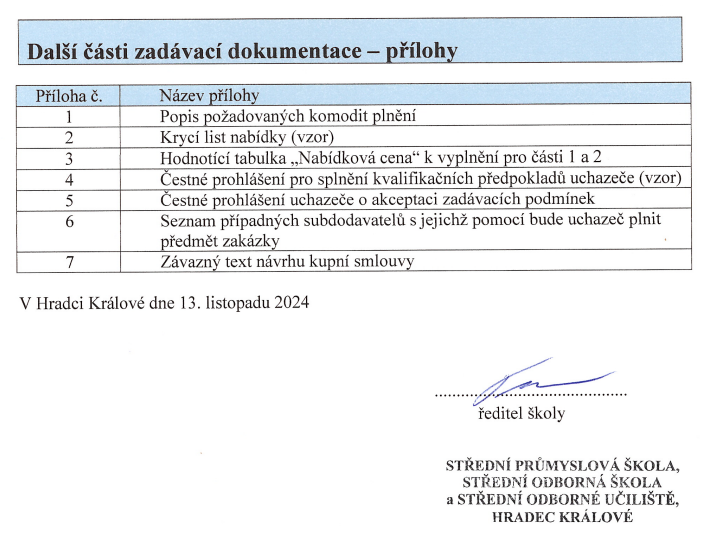 Další části zadávací dokumentace – přílohy
Příloha č. Název přílohy
1 Popis požadovaných komodit plnění
2 Krycí list nabídky (vzor)
3 Hodnotící tabulka „Nabídková cena“ k vyplnění pro části 1 a 2
4 Čestné prohlášení pro splnění kvalifikačních předpokladů uchazeče (vzor)
5 Čestné prohlášení uchazeče o akceptaci zadávacích podmínek
6 Seznam případných subdodavatelů s jejichž pomocí bude uchazeč plnit
předmět zakázky
7 Závazný text návrhu kupní smlouvy
V Hradci Králové dne 13. listopadu 2024
ředitel školy
STŘEDNÍ PRŮMYSLOVÁ ŠKOLA,
STŘEDNÍ ODBORNÁ ŠKOLA
a STŘEDNÍ ODBORNÉ UČILIŠTĚ,
HRADEC KRÁLOVÉ